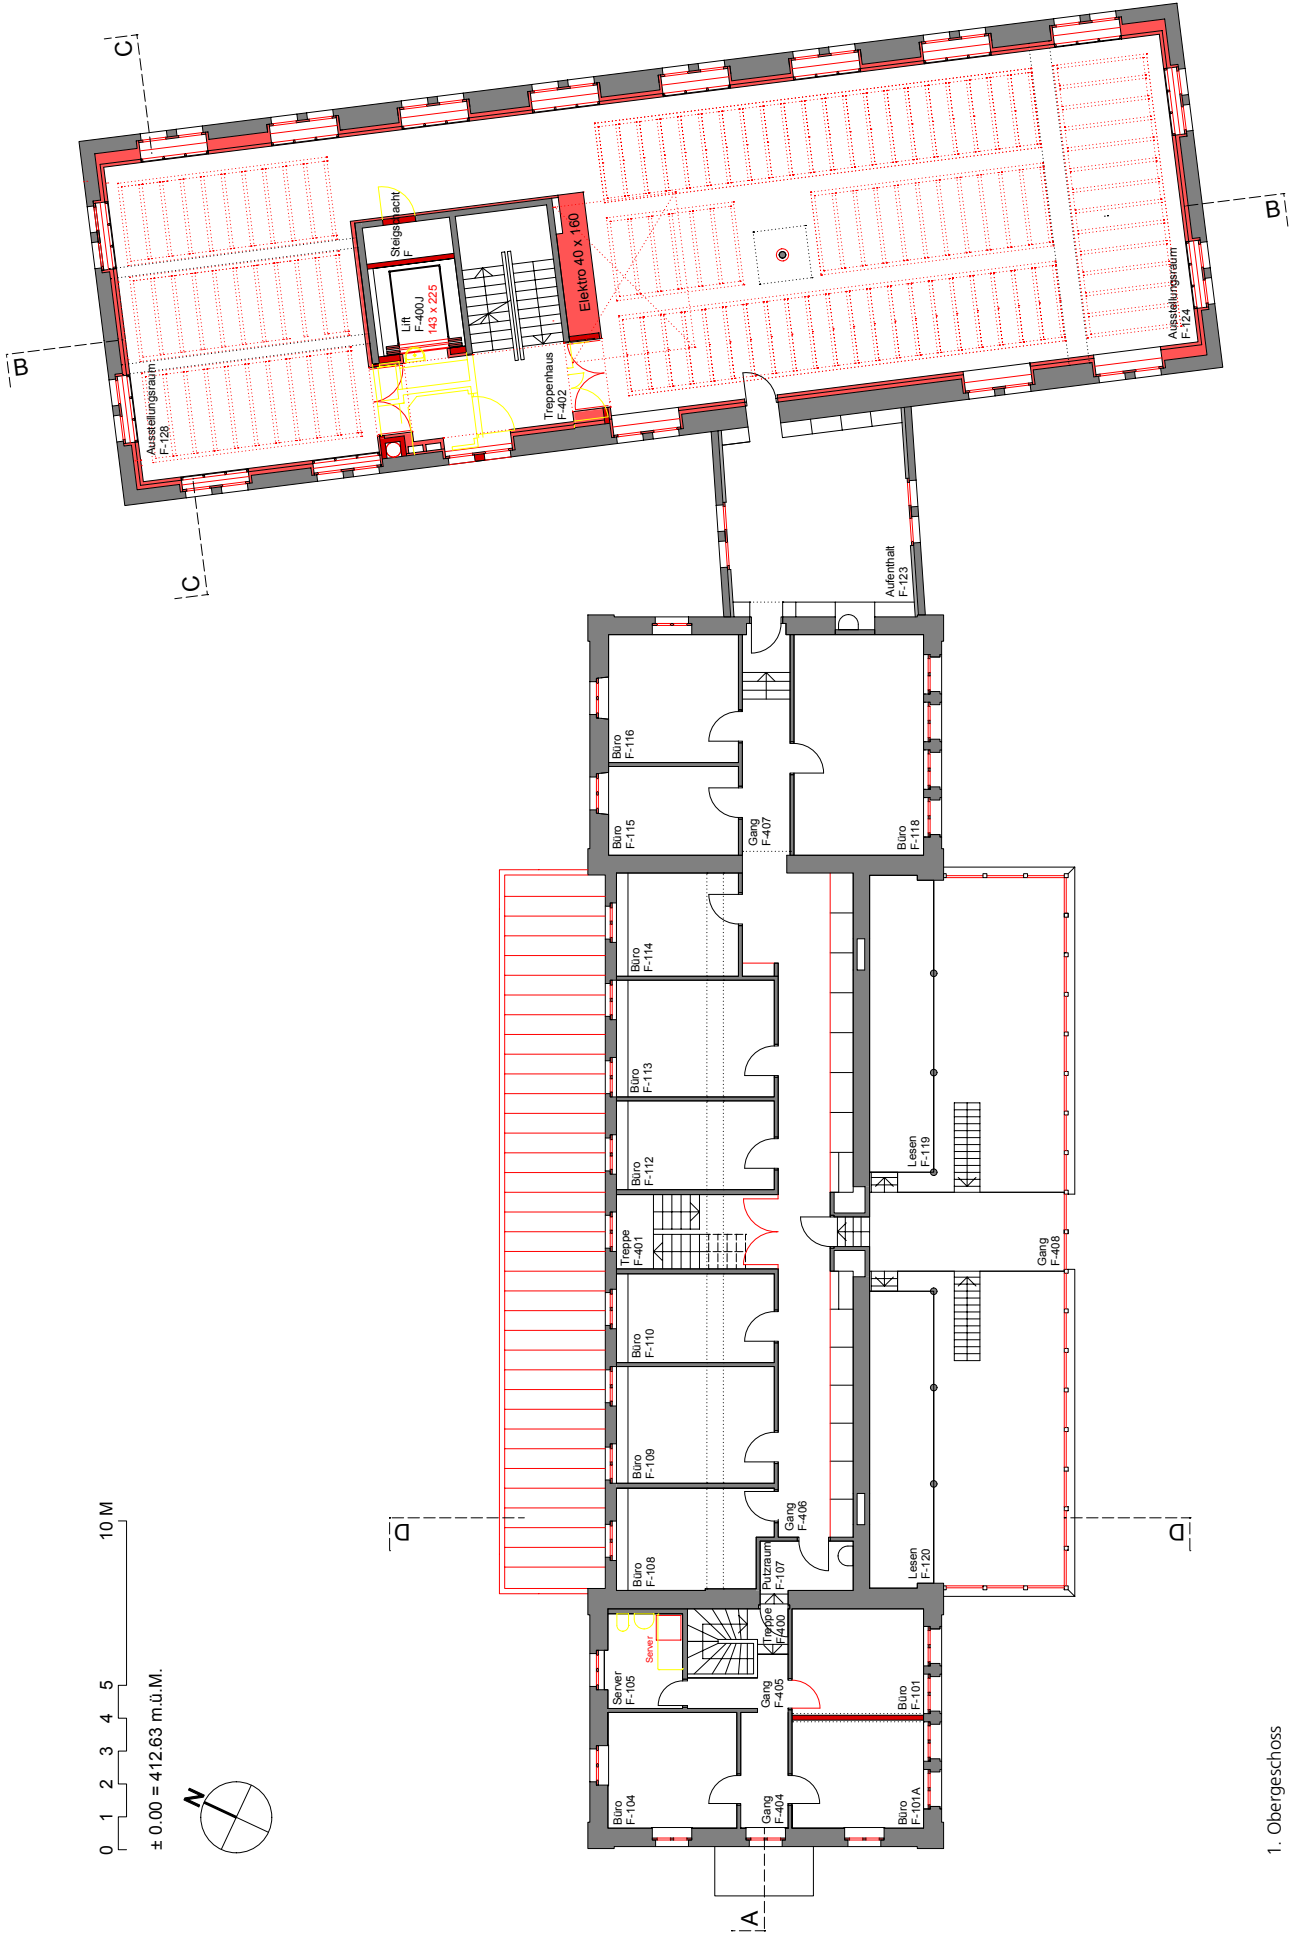 C
C
B
B
Ausstellungsraum
F-128
Steigschacht
F
Lift
F-400J
143 x 225
Elektro 40 x 160
Treppenhaus
F-402
Ausstellungsraum
F-124
Aufenthalt
F-123
Büro
F-116
Büro
F-115
Gang
F-407
Büro
F-118
Büro
F-114
Büro
F-113
Büro
F-112
Treppe
F-401
Büro
F-110
Büro
F-109
Büro
F-108
Gang
F-406
Lesen
F-119
Gang
F-408
Lesen
F-120
Putzraum
F-107
Treppe
F-400
Server
Server
F-105
Gang
F-405
Büro
F-101
Büro
F-104
Gang
F-404
Büro
F-101A
D
D
A
0 1 2 3 4 5 10 M
± 0.00 = 412.63 m.ü.M.
N
1. Obergeschoss